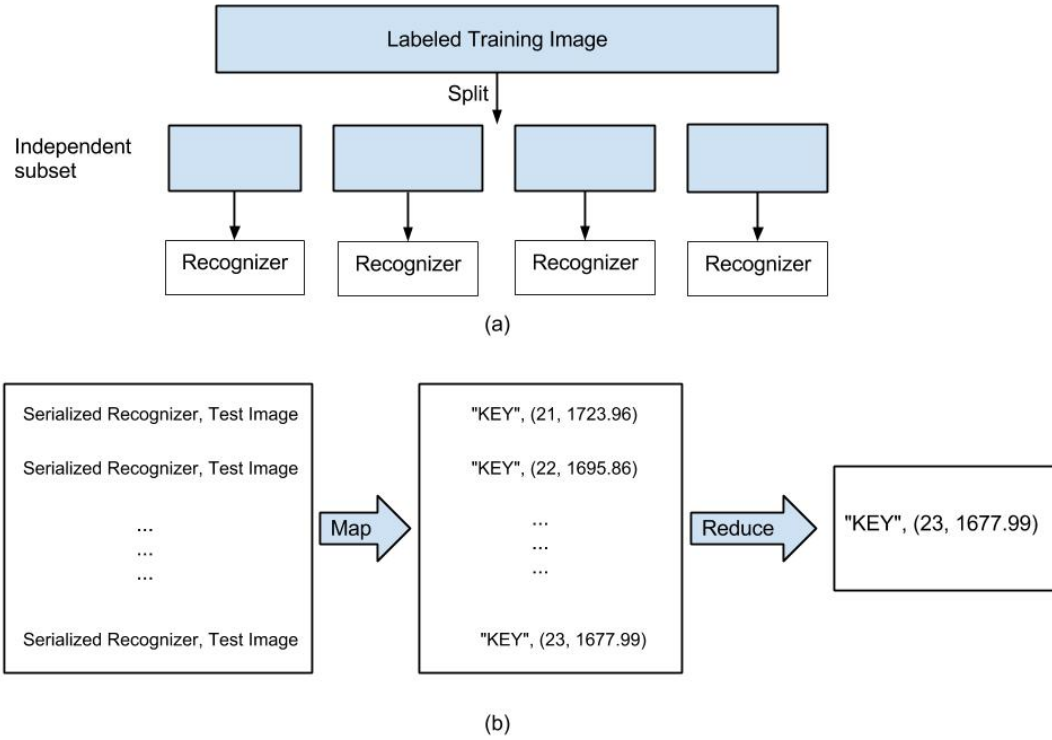 Labeled Training Image
Split
Independent
subset
Recognizer
Recognizer
Recognizer
Recognizer
(a)
Serialized Recognizer, Test Image
Serialized Recognizer, Test Image
...
...
...
Serialized Recognizer, Test Image
Map
"KEY", (21, 1723.96)
"KEY", (22, 1695.86)
...
...
...
"KEY", (23, 1677.99)
Reduce
"KEY", (23, 1677.99)
(b)